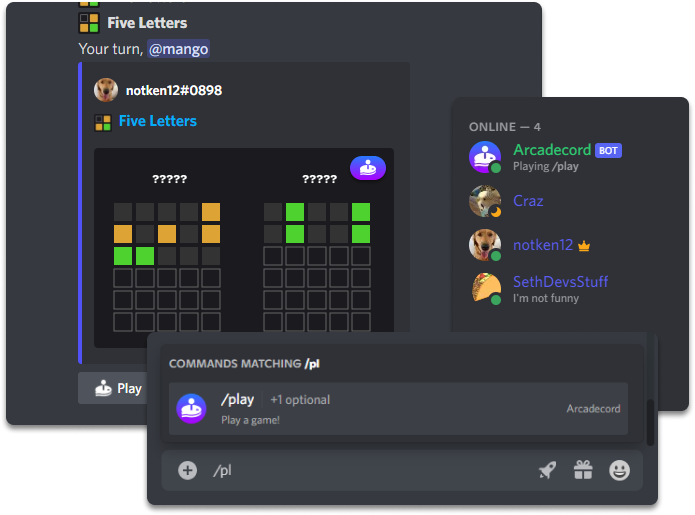 Five Letters
Your turn, @mango
notken12#0898
Five Letters
?????
?????
Play
ONLINE — 4
Arcadecord BOT
Playing /play
Craz
notken12
SethDevsStuff
I'm not funny
COMMANDS MATCHING /pl
/play +1 optional
Play a game!
Arcadecord
/pl